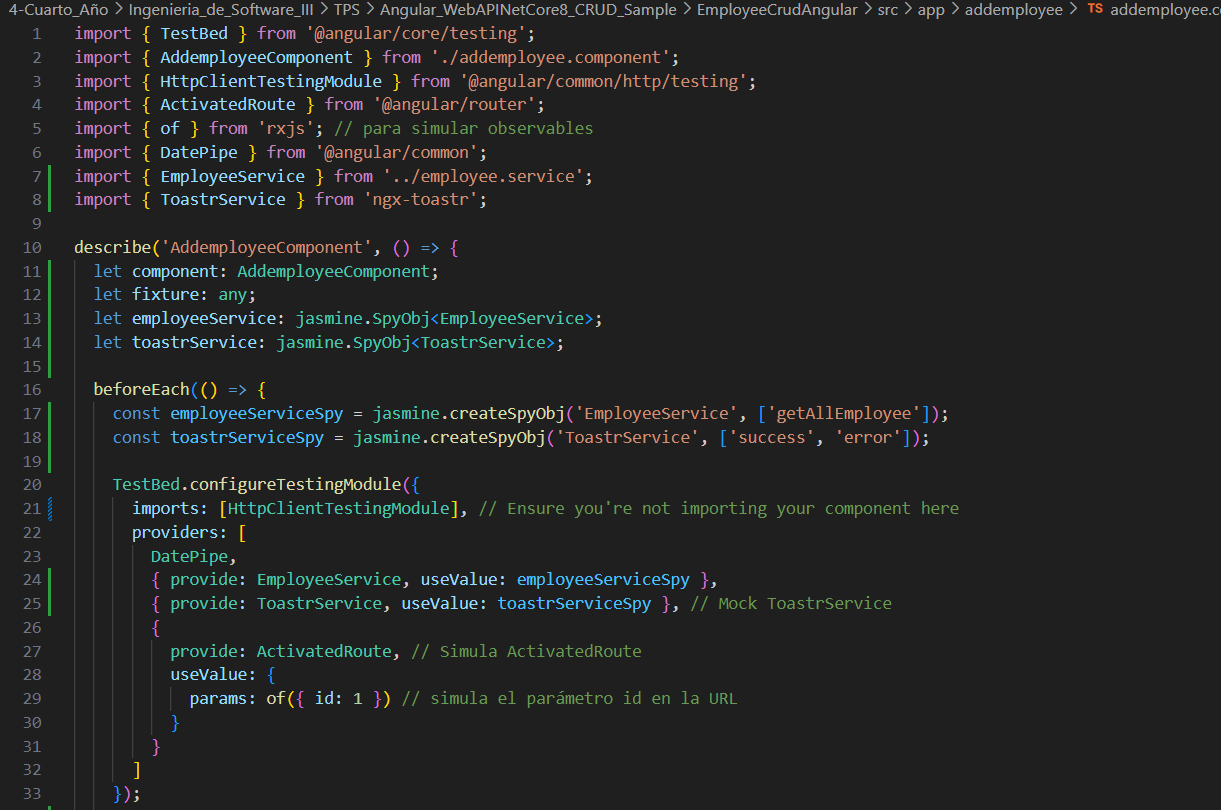 4-Cuarto_Año > Ingenieria_de_Software_III > TPS > Angular_WebAPINetCore8_CRUD_Sample > EmployeeCrudAngular > src > app > addemployee > TS addemployee.co
1 import { TestBed } from '@angular/core/testing';
2 import { AddemployeeComponent } from './addemployee.component';
3 import { HttpClientTestingModule } from '@angular/common/http/testing';
4 import { ActivatedRoute } from '@angular/router';
5 import { of } from 'rxjs'; // para simular observables
6 import { DatePipe } from '@angular/common';
7 import { EmployeeService } from '../employee.service';
8 import { ToastrService } from 'ngx-toastr';
9
10 describe('AddemployeeComponent', () => {
11   let component: AddemployeeComponent;
12   let fixture: any;
13   let employeeService: jasmine.SpyObj<EmployeeService>;
14   let toastrService: jasmine.SpyObj<ToastrService>;
15
16   beforeEach(() => {
17     const employeeServiceSpy = jasmine.createSpyObj('EmployeeService', ['getAllEmployee']);
18     const toastrServiceSpy = jasmine.createSpyObj('ToastrService', ['success', 'error']);
19
20     TestBed.configureTestingModule({
21       imports: [HttpClientTestingModule], // Ensure you're not importing your component here
22       providers: [
23         DatePipe,
24         { provide: EmployeeService, useValue: employeeServiceSpy },
25         { provide: ToastrService, useValue: toastrServiceSpy }, // Mock ToastrService
26         {
27           provide: ActivatedRoute, // Simula ActivatedRoute
28           useValue: {
29             params: of({ id: 1 }) // simula el parámetro id en la URL
30           }
31         }
32       ]
33     });